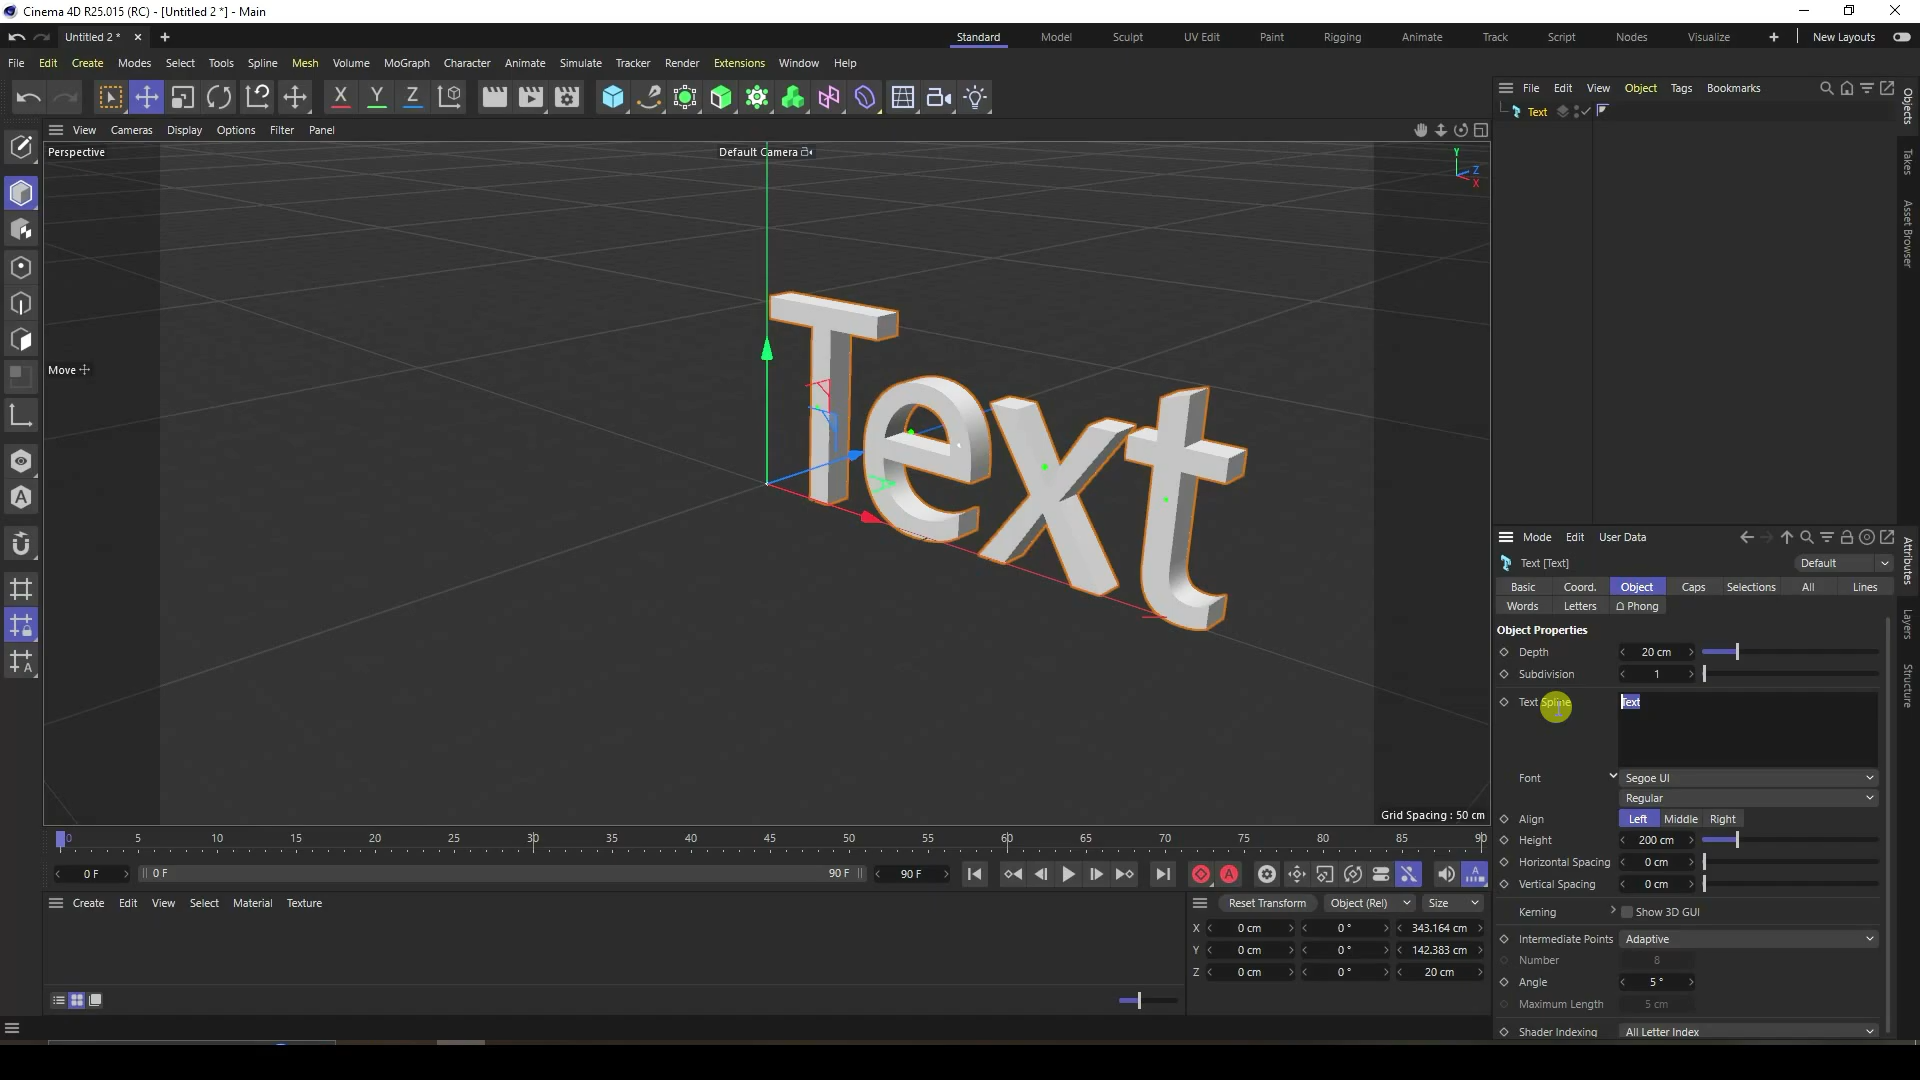 Cinema 4D R25.015 (RC) - [Untitled 2 *] - Main
Untitled 2 *
Standard Model Sculpt UV Edit Paint Rigging Animate Track Script Nodes Visualize New Layouts
File Edit Create Modes Select Tools Spline Mesh Volume MoGraph Character Animate Simulate Tracker Render Extensions Window Help
X Y Z
File Edit View Object Tags Bookmarks
Text
Objects
Takes
Asset Browser
View Cameras Display Options Filter Panel
Perspective
Default Camera
Y
Z
X
Move
Text
Grid Spacing : 50 cm
Mode Edit User Data
Text [Text]
Default
Basic Coord. Object Caps Selections All Lines
Words Letters Phong
Object Properties
Depth 20 cm
Subdivision 1
Text Spline Text
Font Segoe UI
Regular
Align Left Middle Right
Height 200 cm
Horizontal Spacing 0 cm
Vertical Spacing 0 cm
Kerning Show 3D GUI
Intermediate Points Adaptive
Number 8
Angle 5 °
Maximum Length 5 cm
Shader Indexing All Letter Index
Attributes
Layers
Structure
0 5 10 15 20 25 30 35 40 45 50 55 60 65 70 75 80 85 90
0 F 0 F 90 F 90 F
Create Edit View Select Material Texture
Reset Transform Object (Rel) Size
X 0 cm 0 ° 343.164 cm
Y 0 cm 0 ° 142.383 cm
Z 0 cm 0 ° 20 cm